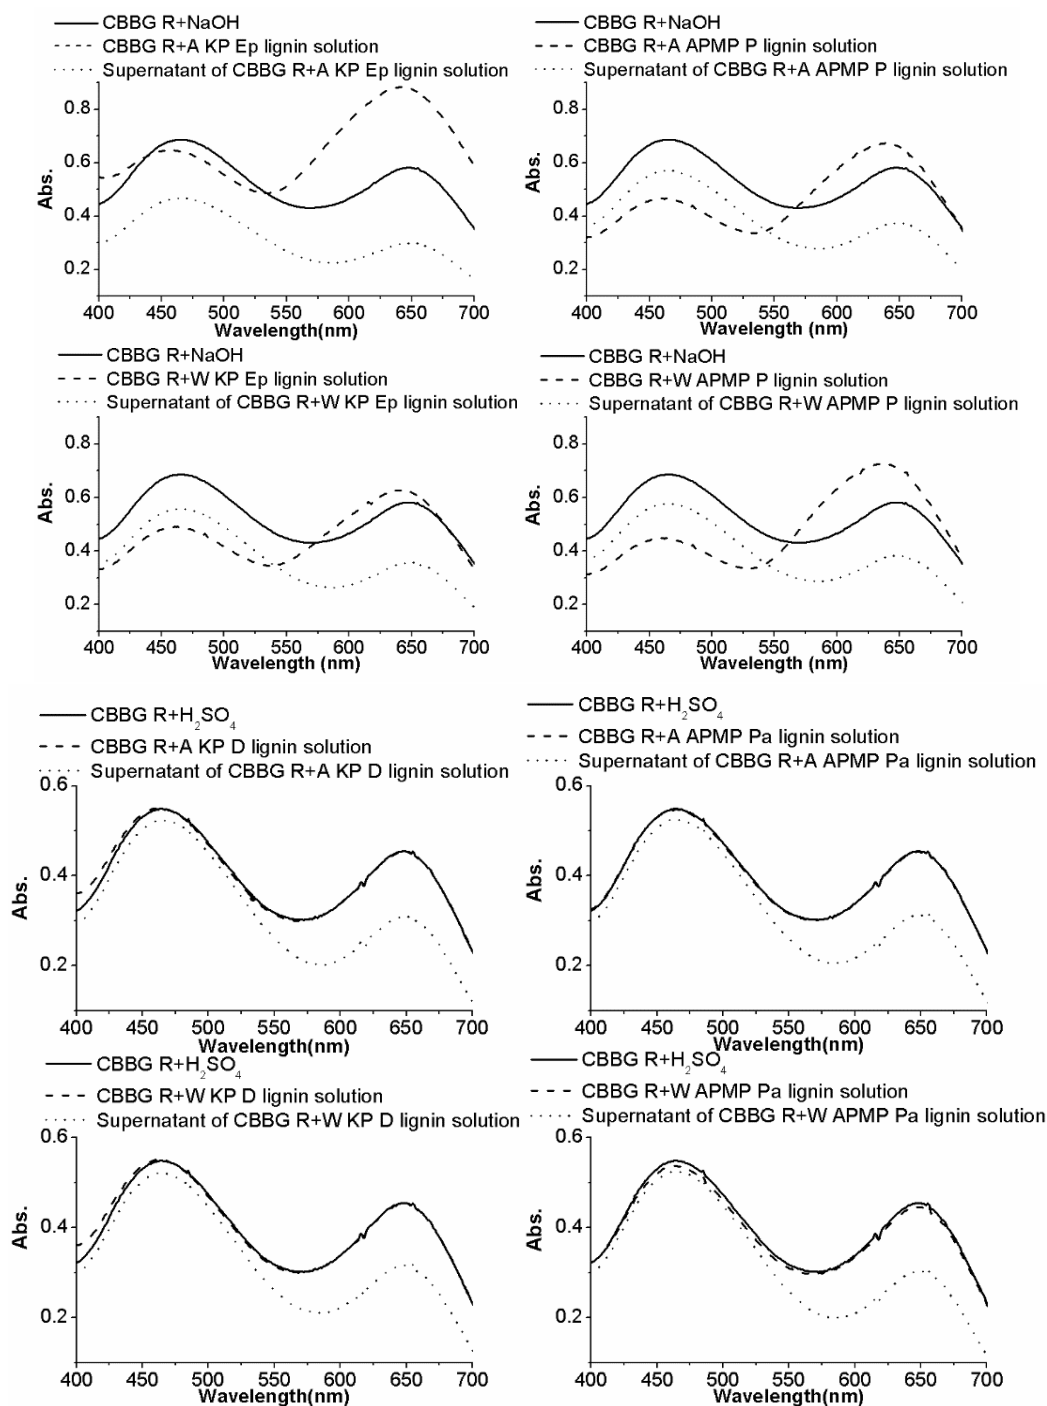 CBBG R+NaOH
CBBG R+A KP Ep lignin solution
Supernatant of CBBG R+A KP Ep lignin solution
0.8
0.6
0.4
0.2
Abs.
400 450 500 550 600 650 700
Wavelength(nm)
CBBG R+NaOH
CBBG R+A APMP P lignin solution
Supernatant of CBBG R+A APMP P lignin solution
0.8
0.6
0.4
0.2
Abs.
400 450 500 550 600 650 700
Wavelength (nm)
CBBG R+NaOH
CBBG R+W KP Ep lignin solution
Supernatant of CBBG R+W KP Ep lignin solution
0.8
0.6
0.4
0.2
Abs.
400 450 500 550 600 650 700
Wavelength (nm)
CBBG R+NaOH
CBBG R+W APMP P lignin solution
Supernatant of CBBG R+W APMP P lignin solution
0.8
0.6
0.4
0.2
Abs.
400 450 500 550 600 650 700
Wavelength (nm)
CBBG R+H₂SO₄
CBBG R+A KP D lignin solution
Supernatant of CBBG R+A KP D lignin solution
0.6
0.4
0.2
Abs.
400 450 500 550 600 650 700
Wavelength(nm)
CBBG R+H₂SO₄
CBBG R+A APMP Pa lignin solution
Supernatant of CBBG R+A APMP Pa lignin solution
0.6
0.4
0.2
Abs.
400 450 500 550 600 650 700
Wavelength(nm)
CBBG R+H₂SO₄
CBBG R+W KP D lignin solution
Supernatant of CBBG R+W KP D lignin solution
0.6
0.4
0.2
Abs.
400 450 500 550 600 650 700
Wavelength(nm)
CBBG R+H₂SO₄
CBBG R+W APMP Pa lignin solution
Supernatant of CBBG R+W APMP Pa lignin solution
0.6
0.4
0.2
Abs.
400 450 500 550 600 650 700
Wavelength(nm)